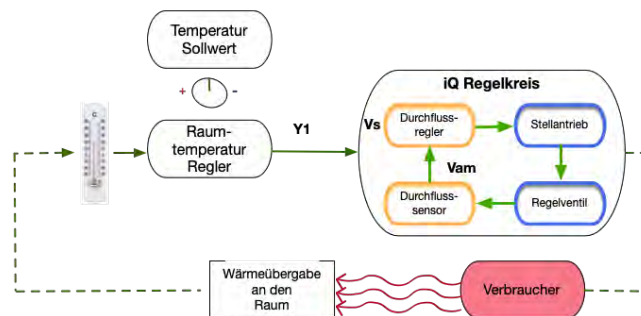 Temperatur
Sollwert
+
-
iQ Regelkreis
Raum-
temperatur
Regler
Y1
Vs
Durchfluss-
regler
Stellantrieb
Vam
Durchfluss-
sensor
Regelventil
Wärmeübergabe
an den
Raum
Verbraucher